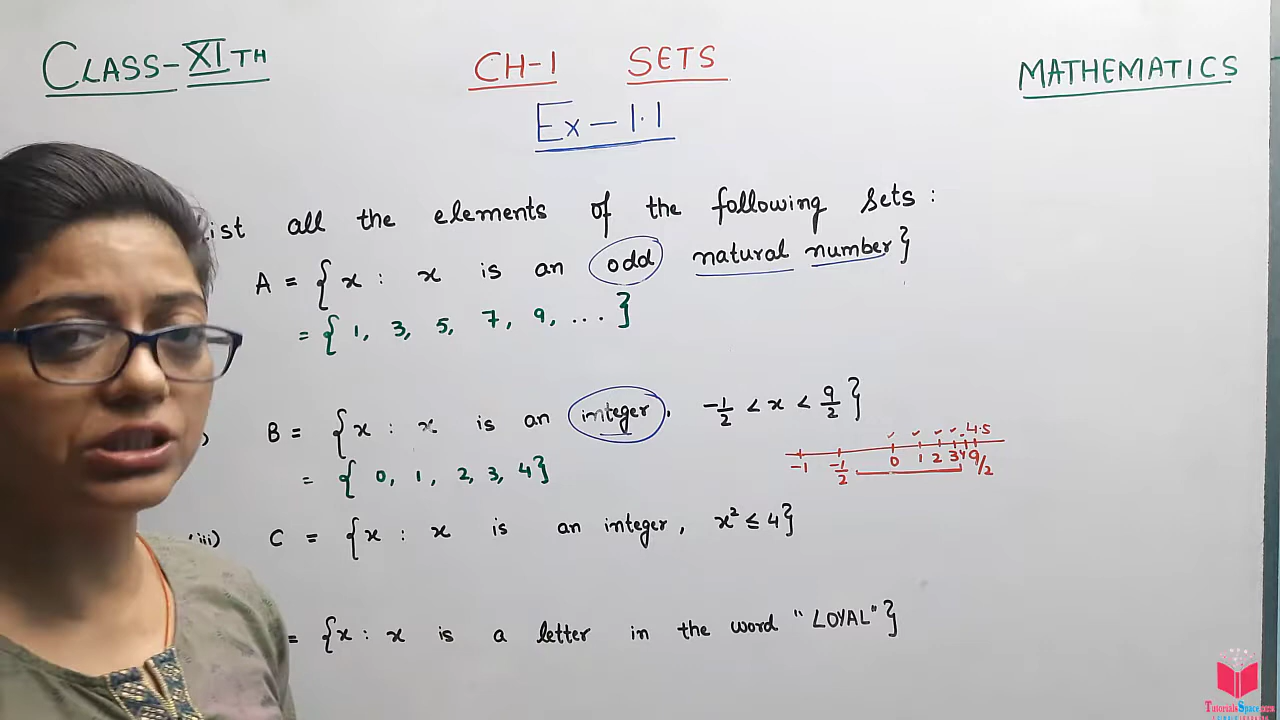 CLASS-XITH CH-1 SETS MATHEMATICS
Ex-1.1
List all the elements of the following sets :
A = {x : x is an odd natural number}
= { 1, 3, 5, 7, 9, ... }
B = {x : x is an integer, -1/2 < x < 9/2}
= { 0, 1, 2, 3, 4}
4.5
-1 -1/2 0 1 2 3 4 9/2
(iii) C = {x : x is an integer, x² ≤ 4}
= {x : x is a letter in the word "LOYAL"}
TutorialsSpace.com